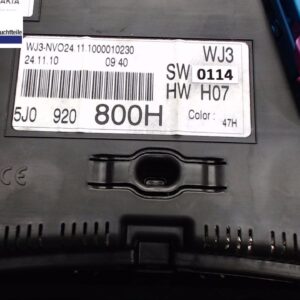 WJ3-NVO24.11.1000010230
24.11.10 09 40
WJ3
SW 0114
HW H07
5J0 920 800H
Color :
47H
CE